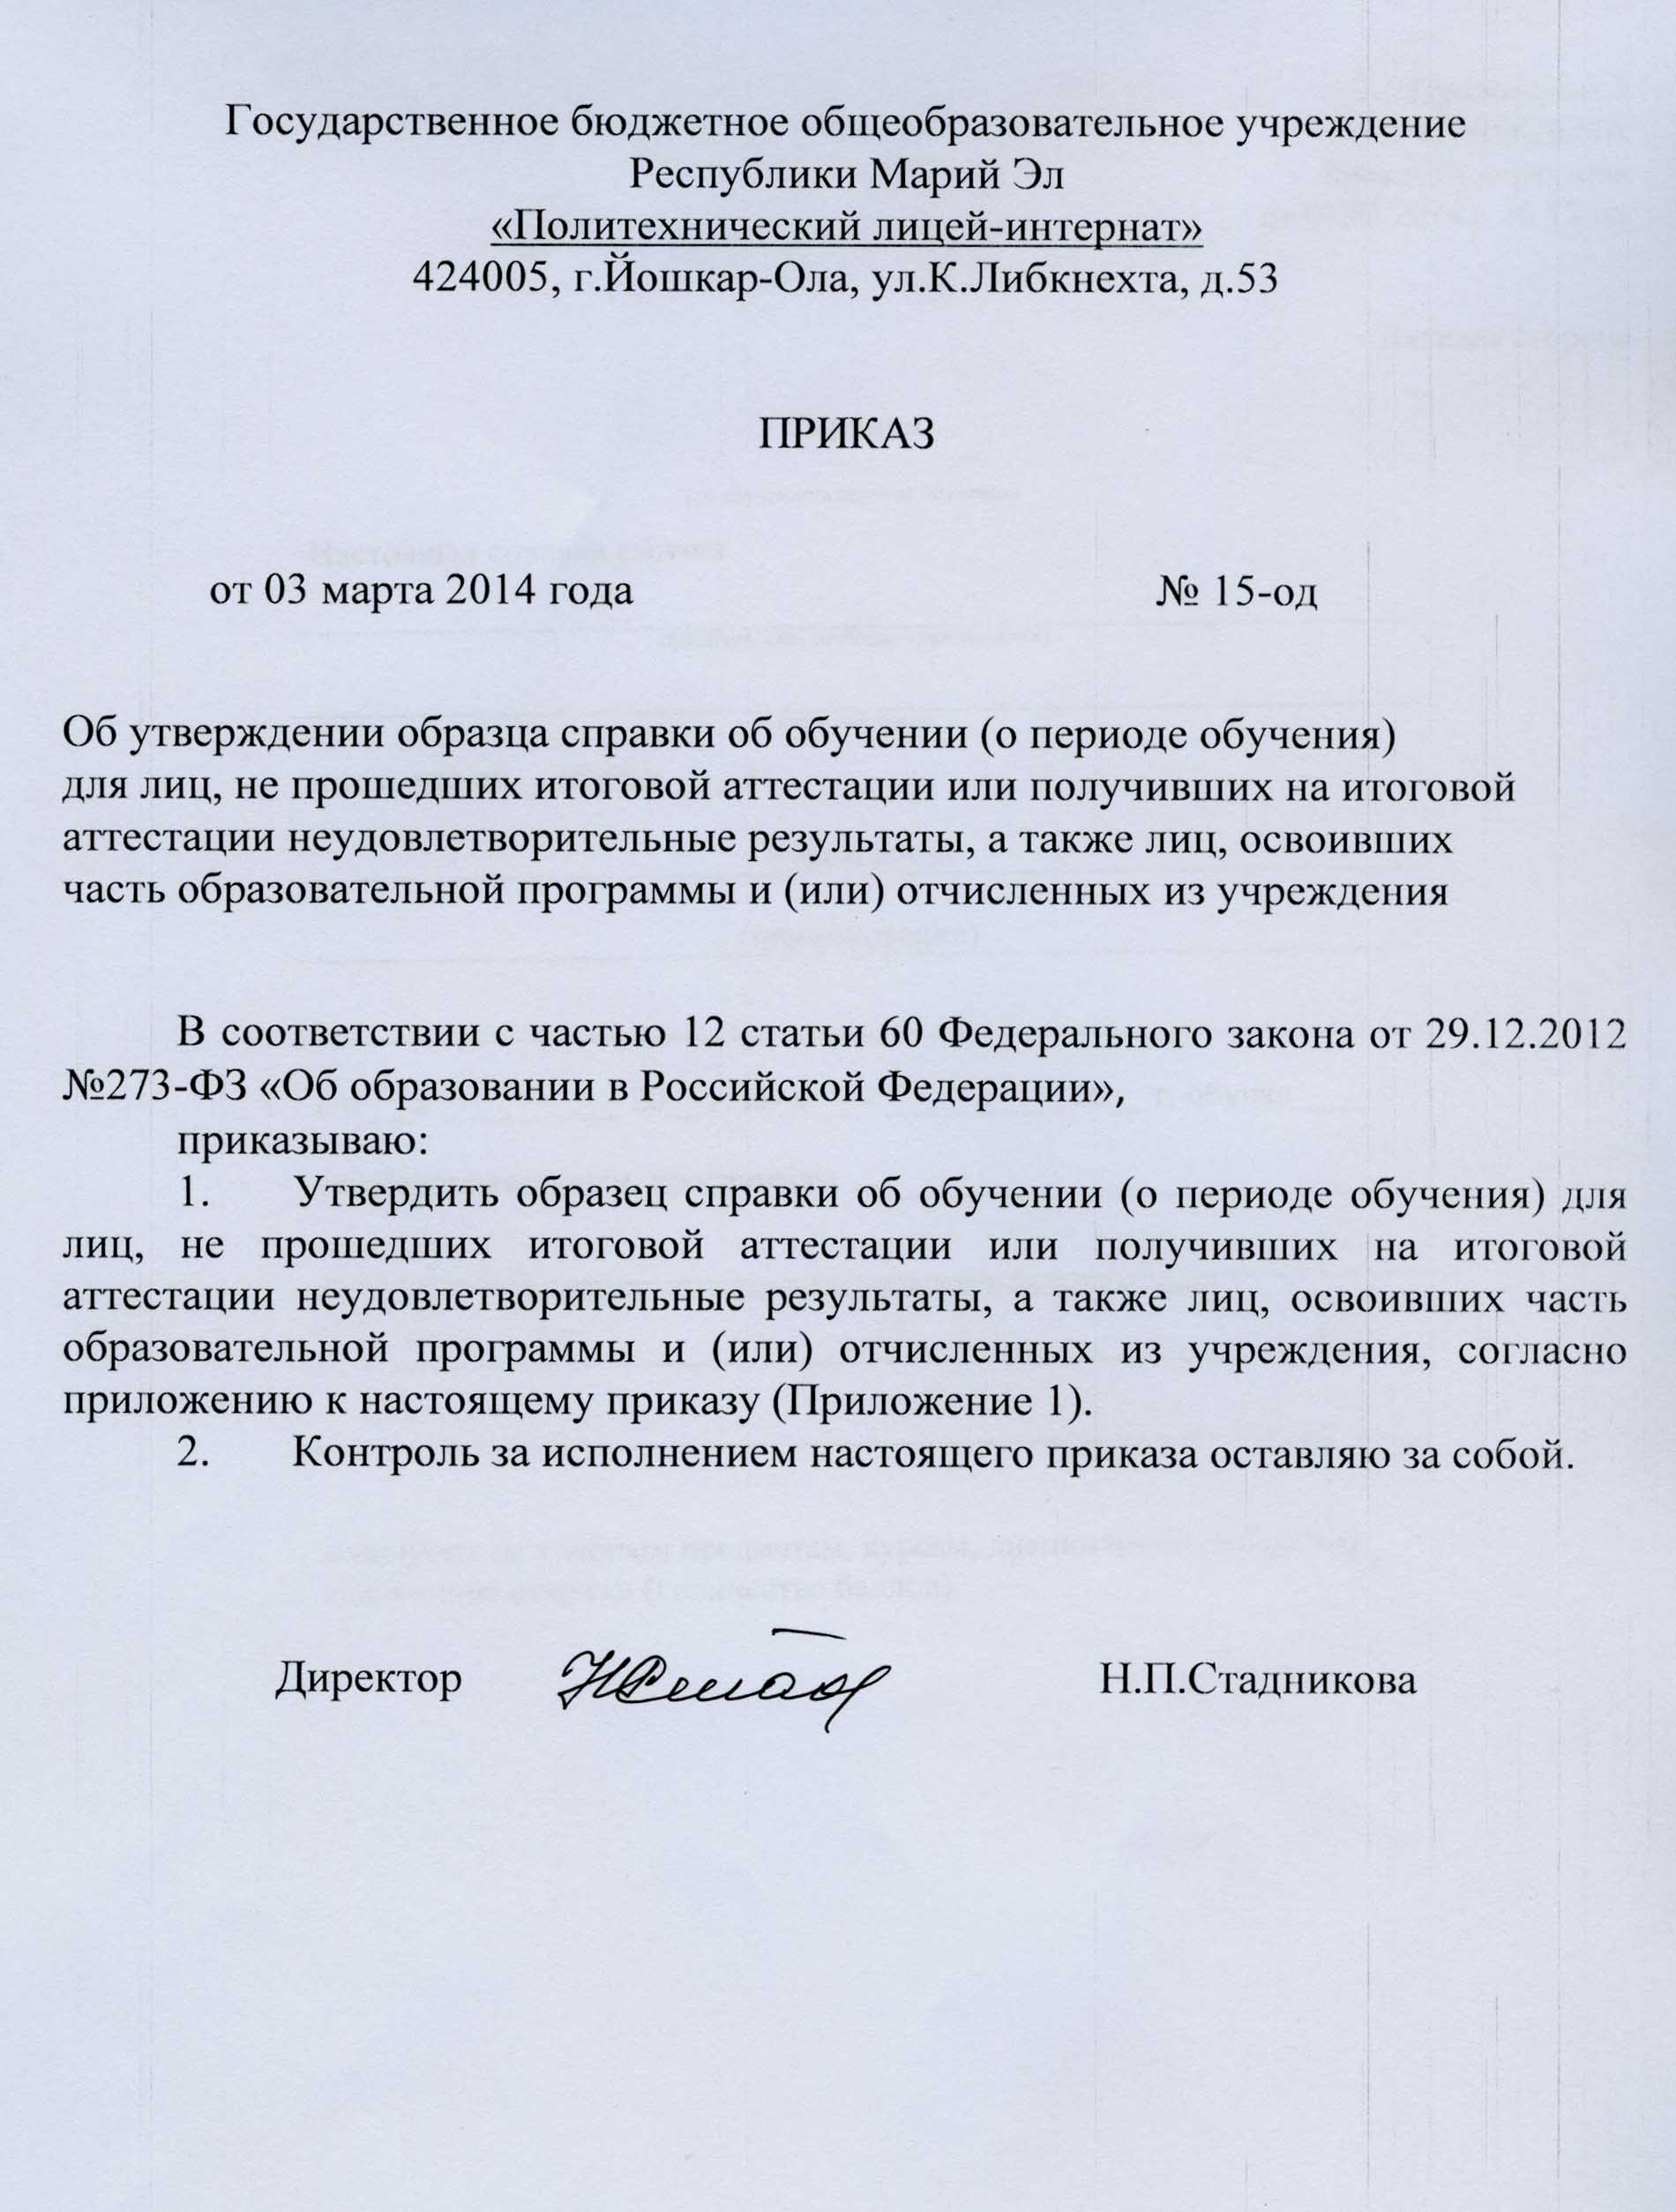 Государственное бюджетное общеобразовательное учреждение
Республики Марий Эл
«Политехнический лицей-интернат»
424005, г.Йошкар-Ола, ул.К.Либкнехта, д.53
ПРИКАЗ
от 03 марта 2014 года № 15-од
Об утверждении образца справки об обучении (о периоде обучения)
для лиц, не прошедших итоговой аттестации или получивших на итоговой
аттестации неудовлетворительные результаты, а также лиц, освоивших
часть образовательной программы и (или) отчисленных из учреждения
В соответствии с частью 12 статьи 60 Федерального закона от 29.12.2012
№273-ФЗ «Об образовании в Российской Федерации»,
приказываю:
1. Утвердить образец справки об обучении (о периоде обучения) для
лиц, не прошедших итоговой аттестации или получивших на итоговой
аттестации неудовлетворительные результаты, а также лиц, освоивших часть
образовательной программы и (или) отчисленных из учреждения, согласно
приложению к настоящему приказу (Приложение 1).
2. Контроль за исполнением настоящего приказа оставляю за собой.
Директор Н.П.Стадникова